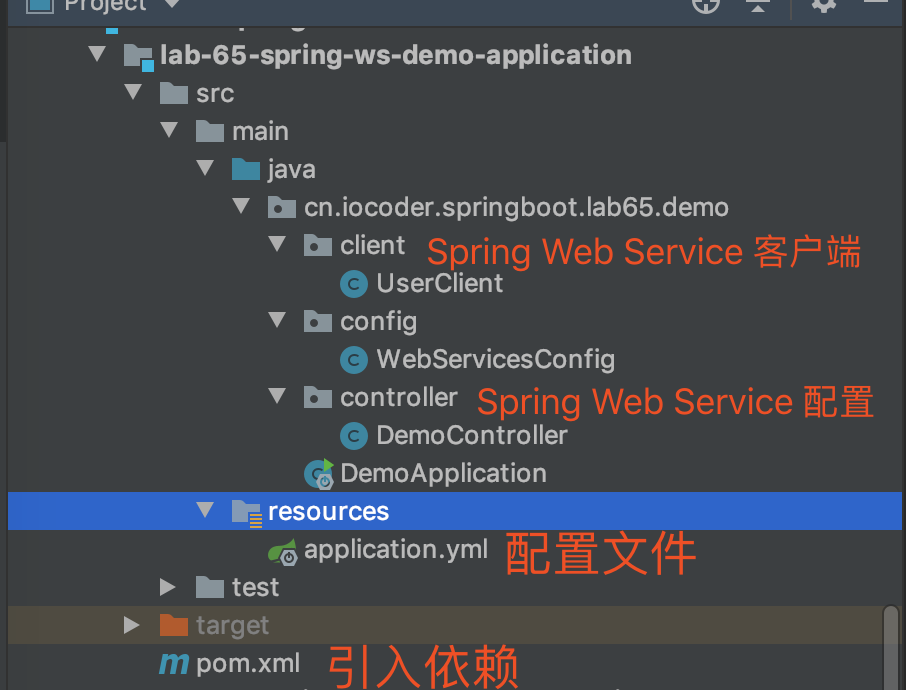 Project
lab-65-spring-ws-demo-application
src
main
java
cn.iocoder.springboot.lab65.demo
client Spring Web Service 客户端
UserClient
config
WebServicesConfig
controller Spring Web Service 配置
DemoController
DemoApplication
resources
application.yml 配置文件
test
target
pom.xml 引入依赖